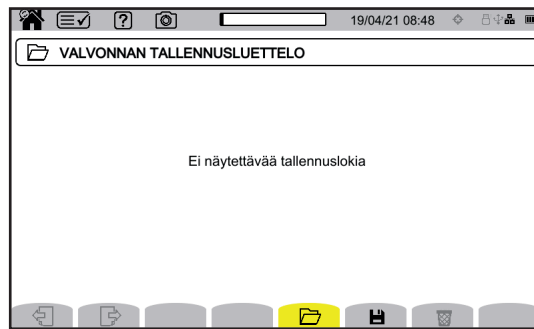 19/04/21 08:48
VALVONNAN TALLENNUSLUETTELO
Ei näytettävää tallennuslokia